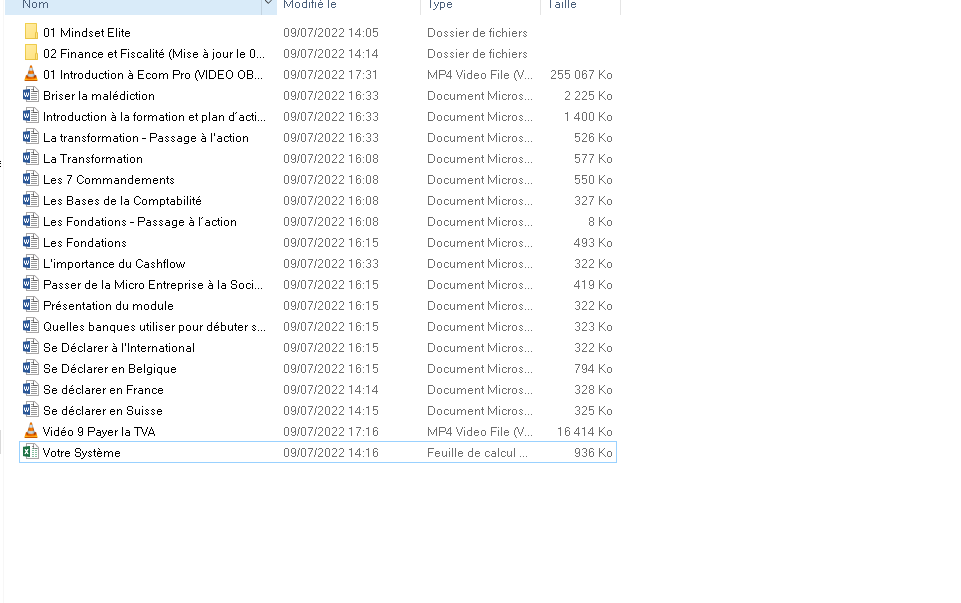 Nom Modifié le Type Taille
01 Mindset Elite 09/07/2022 14:05 Dossier de fichiers
02 Finance et Fiscalité (Mise à jour le 0... 09/07/2022 14:14 Dossier de fichiers
01 Introduction à Ecom Pro (VIDEO OB... 09/07/2022 17:31 MP4 Video File (V... 255 067 Ko
Briser la malédiction 09/07/2022 16:33 Document Micros... 2 225 Ko
Introduction à la formation et plan d´acti... 09/07/2022 16:33 Document Micros... 1 400 Ko
La transformation - Passage à l'action 09/07/2022 16:33 Document Micros... 526 Ko
La Transformation 09/07/2022 16:08 Document Micros... 577 Ko
Les 7 Commandements 09/07/2022 16:08 Document Micros... 550 Ko
Les Bases de la Comptabilité 09/07/2022 16:08 Document Micros... 327 Ko
Les Fondations - Passage à l´action 09/07/2022 16:08 Document Micros... 8 Ko
Les Fondations 09/07/2022 16:15 Document Micros... 493 Ko
L'importance du Cashflow 09/07/2022 16:33 Document Micros... 322 Ko
Passer de la Micro Entreprise à la Soci... 09/07/2022 16:15 Document Micros... 419 Ko
Présentation du module 09/07/2022 16:15 Document Micros... 322 Ko
Quelles banques utiliser pour débuter s... 09/07/2022 16:15 Document Micros... 323 Ko
Se Déclarer à l'International 09/07/2022 16:15 Document Micros... 322 Ko
Se Déclarer en Belgique 09/07/2022 16:15 Document Micros... 794 Ko
Se déclarer en France 09/07/2022 14:14 Document Micros... 328 Ko
Se déclarer en Suisse 09/07/2022 14:15 Document Micros... 325 Ko
Vidéo 9 Payer la TVA 09/07/2022 17:16 MP4 Video File (V... 16 414 Ko
Votre Système 09/07/2022 14:16 Feuille de calcul ... 936 Ko